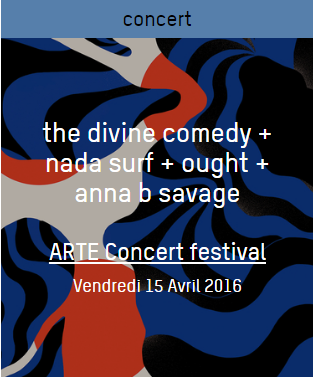 concert
the divine comedy +
nada surf + ought +
anna b savage
ARTE Concert festival
Vendredi 15 Avril 2016